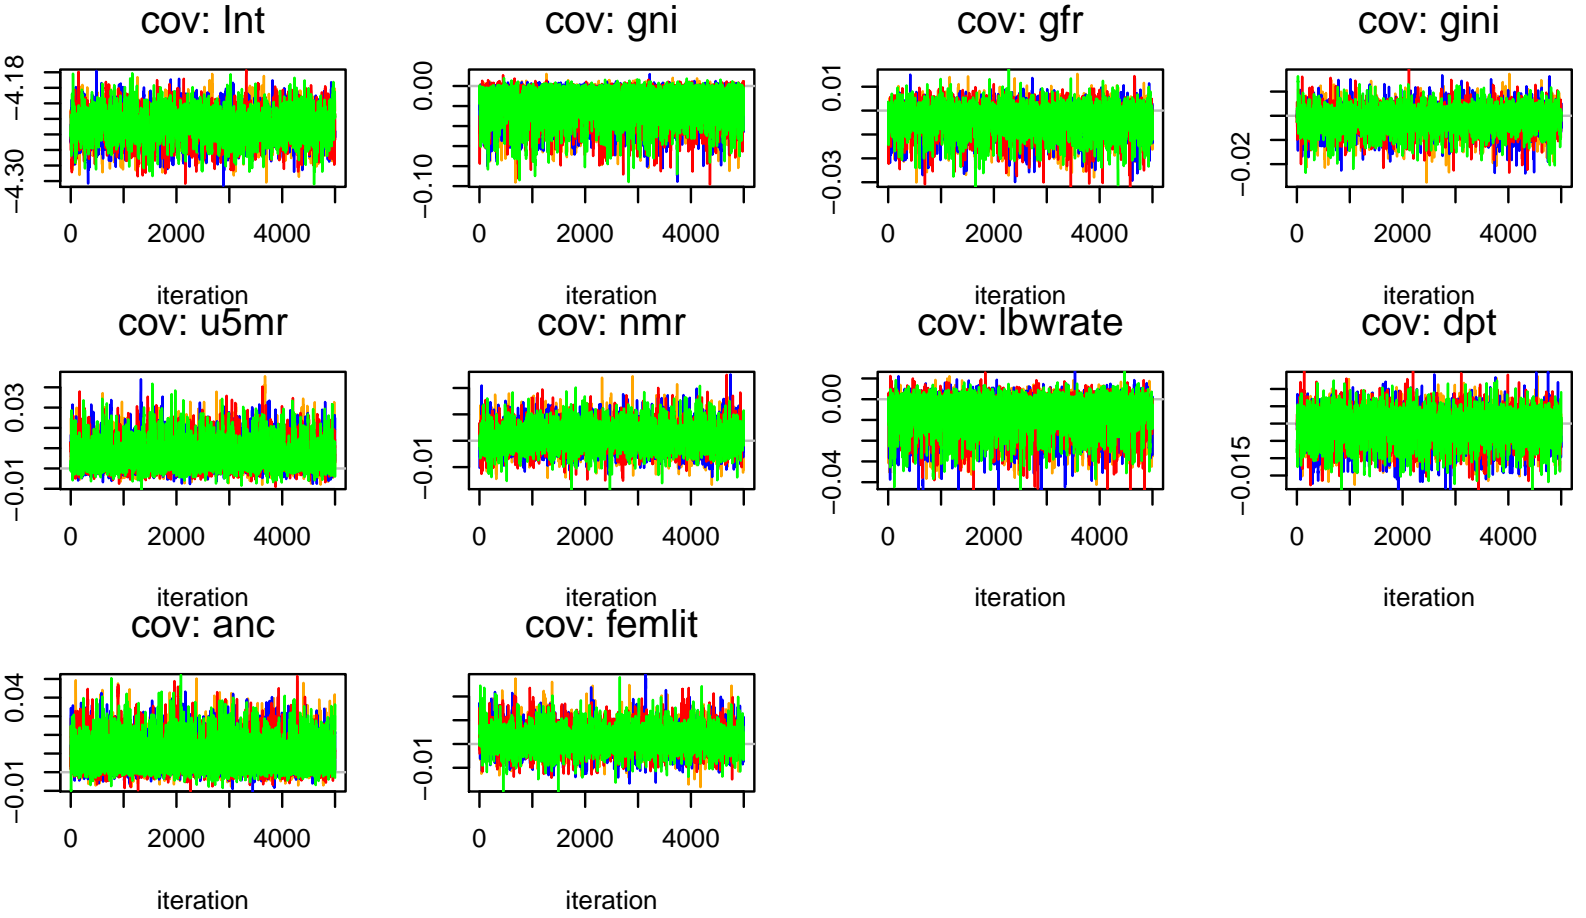 cov: Int
−4.18
−4.30
0 2000 4000
iteration
cov: gni
0.00
−0.10
0 2000 4000
iteration
cov: gfr
0.01
−0.03
0 2000 4000
iteration
cov: gini
−0.02
0 2000 4000
iteration
cov: u5mr
0.03
−0.01
0 2000 4000
iteration
cov: nmr
−0.01
0 2000 4000
iteration
cov: lbwrate
0.00
−0.04
0 2000 4000
iteration
cov: dpt
−0.015
0 2000 4000
iteration
cov: anc
0.04
−0.01
0 2000 4000
iteration
cov: femlit
−0.01
0 2000 4000
iteration